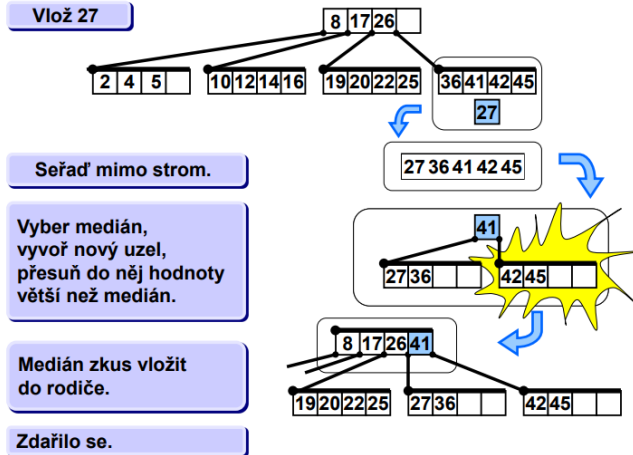 Vlož 27
8 17 26
2 4 5
10 12 14 16
19 20 22 25
36 41 42 45
27
Seřaď mimo strom.
27 36 41 42 45
Vyber medián,
vyvoř nový uzel,
přesuň do něj hodnoty
větší než medián.
41
27 36
42 45
Medián zkus vložit
do rodiče.
8 17 26 41
19 20 22 25
27 36
42 45
Zdařilo se.